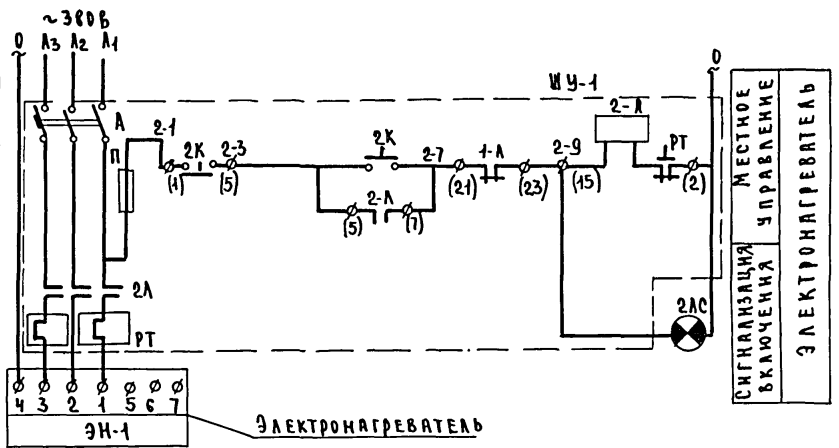 ~380В
0 А3 А2 А1
0
ШУ-1
А
П
2-1
2К
2-3
2К
2-7
1-Л
2-9
2-Л
РТ
(1)
(5)
(21)
(23)
(15)
(2)
2-Л
(5)
(7)
2Л
РТ
2ЛС
4 3 2 1 5 6 7
ЭН-1
ЭЛЕКТРОНАГРЕВАТЕЛЬ
МЕСТНОЕ
УПРАВЛЕНИЕ
СИГНАЛИЗАЦИЯ
ВКЛЮЧЕНИЯ
ЭЛЕКТРОНАГРЕВАТЕЛЬ